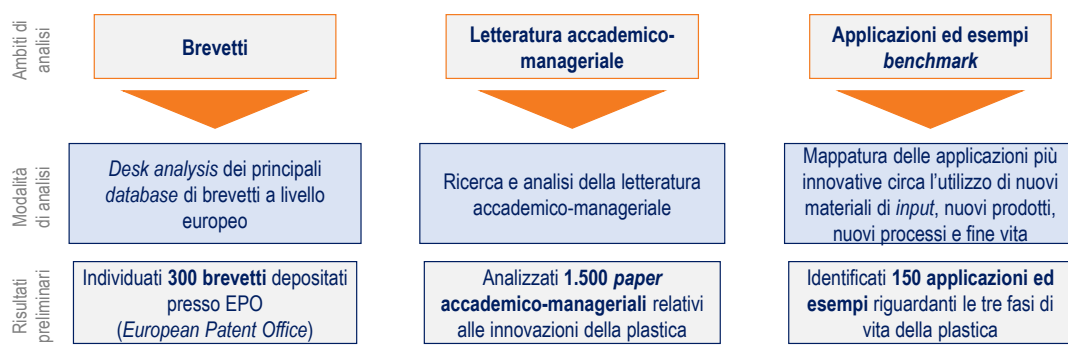 Ambiti di
analisi
Brevetti
Letteratura accademico-
manageriale
Applicazioni ed esempi
benchmark
Modalità
di analisi
Desk analysis dei principali
database di brevetti a livello
europeo
Ricerca e analisi della letteratura
accademico-manageriale
Mappatura delle applicazioni più
innovative circa l'utilizzo di nuovi
materiali di input, nuovi prodotti,
nuovi processi e fine vita
Risultati
preliminari
Individuati 300 brevetti depositati
presso EPO
(European Patent Office)
Analizzati 1.500 paper
accademico-manageriali relativi
alle innovazioni della plastica
Identificati 150 applicazioni ed
esempi riguardanti le tre fasi di
vita della plastica